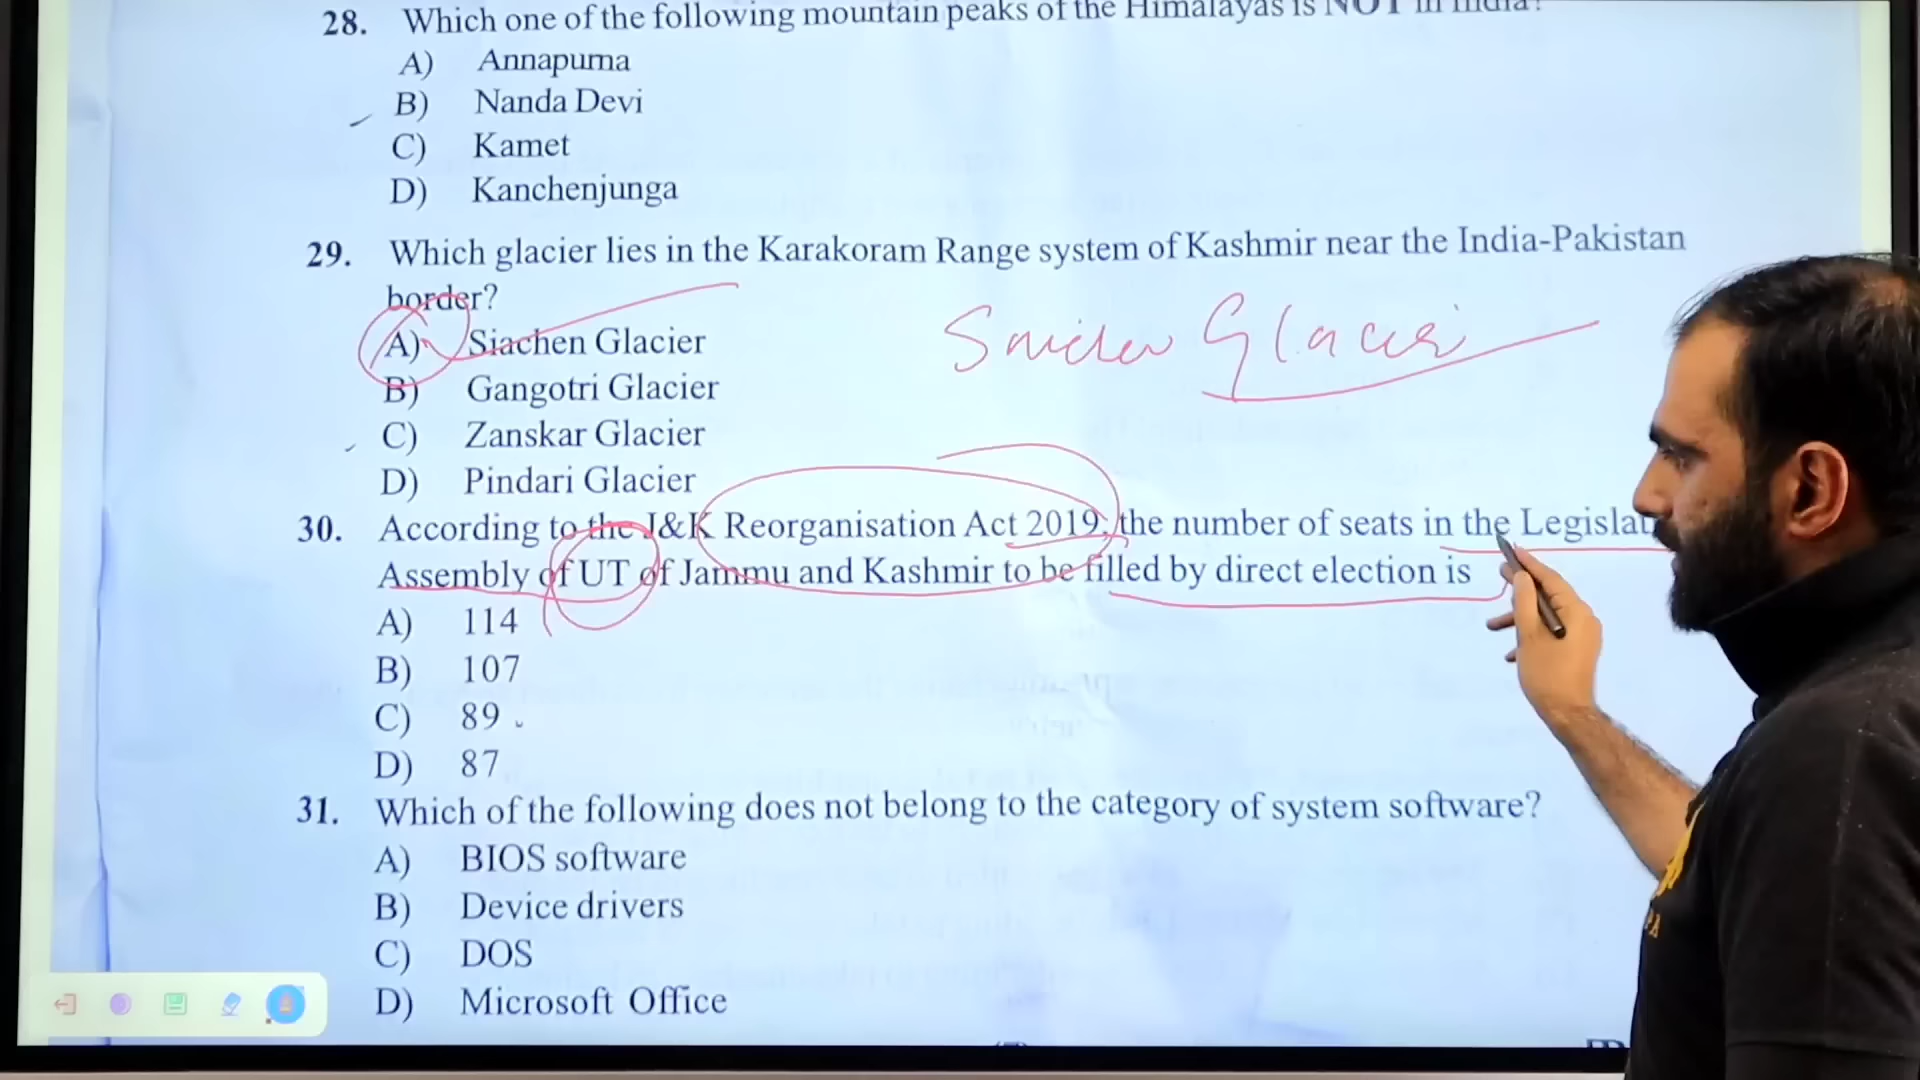 28. Which one of the following mountain peaks of the Himalayas is NOT in India?
A) Annapurna
B) Nanda Devi
C) Kamet
D) Kanchenjunga
29. Which glacier lies in the Karakoram Range system of Kashmir near the India-Pakistan
border?
A) Siachen Glacier
Glacier
B) Gangotri Glacier
C) Zanskar Glacier
D) Pindari Glacier
30. According to the J&K Reorganisation Act 2019, the number of seats in the Legislat
Assembly of UT of Jammu and Kashmir to be filled by direct election is
A) 114
B) 107
C) 89
D) 87
31. Which of the following does not belong to the category of system software?
A) BIOS software
B) Device drivers
C) DOS
D) Microsoft Office